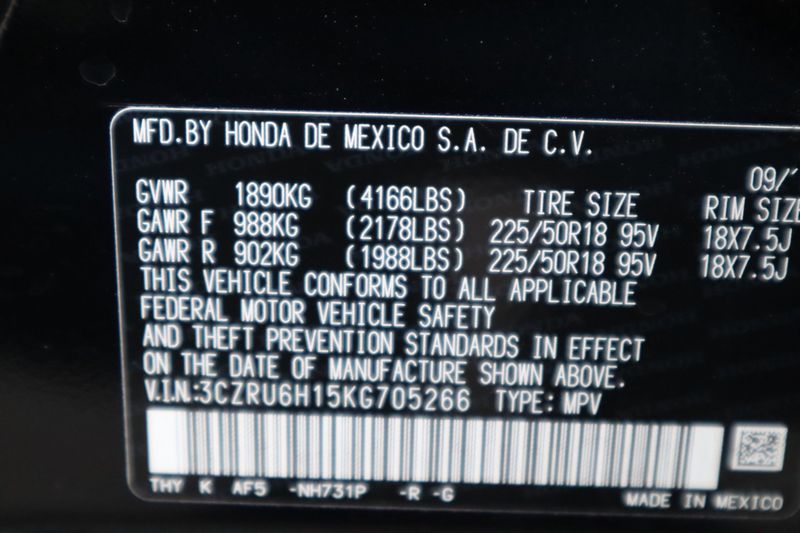 MFD.BY HONDA DE MEXICO S.A. DE C.V.
09/
GVWR 1890KG (4166LBS) TIRE SIZE RIM SIZE
GAWR F 988KG (2178LBS) 225/50R18 95V 18X7.5J
GAWR R 902KG (1988LBS) 225/50R18 95V 18X7.5J
THIS VEHICLE CONFORMS TO ALL APPLICABLE
FEDERAL MOTOR VEHICLE SAFETY
AND THEFT PREVENTION STANDARDS IN EFFECT
ON THE DATE OF MANUFACTURE SHOWN ABOVE.
V.I.N.:3CZRU6H15KG705266 TYPE: MPV
THY K AF5 -NH731P -R -G
MADE IN MEXICO